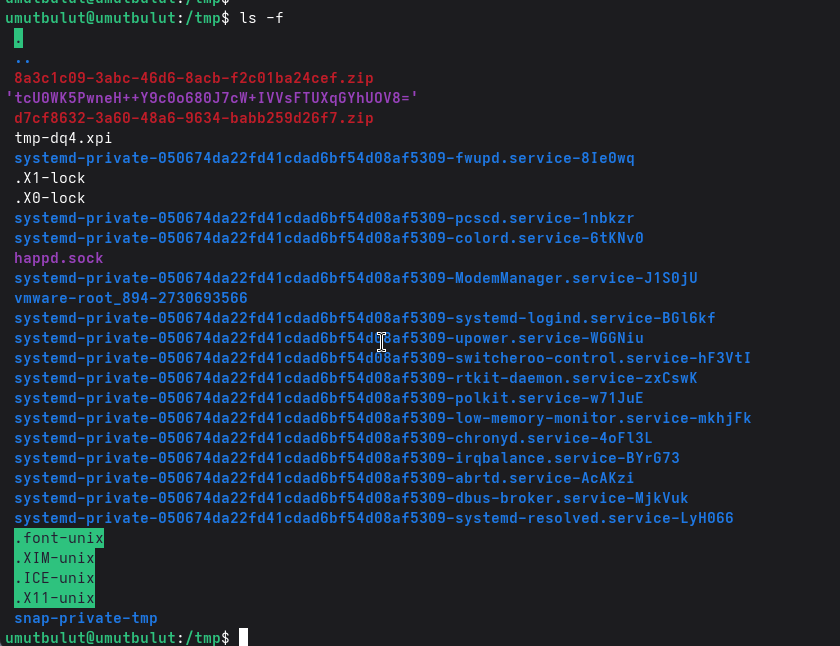 umutbulut@umutbulut:/tmp$ ls -f
.
..
8a3c1c09-3abc-46d6-8acb-f2c01ba24cef.zip
'tcU0WK5PwneH++Y9c0o680J7cW+IVVsFTUXq6YhUOV8='
d7cf8632-3a60-48a6-9634-babb259d26f7.zip
tmp-dq4.xpi
systemd-private-050674da22fd41cdad6bf54d08af5309-fwupd.service-8Ie0wq
.X1-lock
.X0-lock
systemd-private-050674da22fd41cdad6bf54d08af5309-pcscd.service-1nbkzr
systemd-private-050674da22fd41cdad6bf54d08af5309-colord.service-6tKNv0
happd.sock
systemd-private-050674da22fd41cdad6bf54d08af5309-ModemManager.service-J1S0jU
vmware-root_894-2730693566
systemd-private-050674da22fd41cdad6bf54d08af5309-systemd-logind.service-BGl6kf
systemd-private-050674da22fd41cdad6bf54d08af5309-upower.service-WGGNiu
systemd-private-050674da22fd41cdad6bf54d08af5309-switcheroo-control.service-hF3VtI
systemd-private-050674da22fd41cdad6bf54d08af5309-rtkit-daemon.service-zxCswK
systemd-private-050674da22fd41cdad6bf54d08af5309-polkit.service-w71JuE
systemd-private-050674da22fd41cdad6bf54d08af5309-low-memory-monitor.service-mkhjFk
systemd-private-050674da22fd41cdad6bf54d08af5309-chronyd.service-4oFl3L
systemd-private-050674da22fd41cdad6bf54d08af5309-irqbalance.service-BYrG73
systemd-private-050674da22fd41cdad6bf54d08af5309-abrtd.service-AcAKzi
systemd-private-050674da22fd41cdad6bf54d08af5309-dbus-broker.service-MjkVuk
systemd-private-050674da22fd41cdad6bf54d08af5309-systemd-resolved.service-LyH066
.font-unix
.XIM-unix
.ICE-unix
.X11-unix
snap-private-tmp
umutbulut@umutbulut:/tmp$